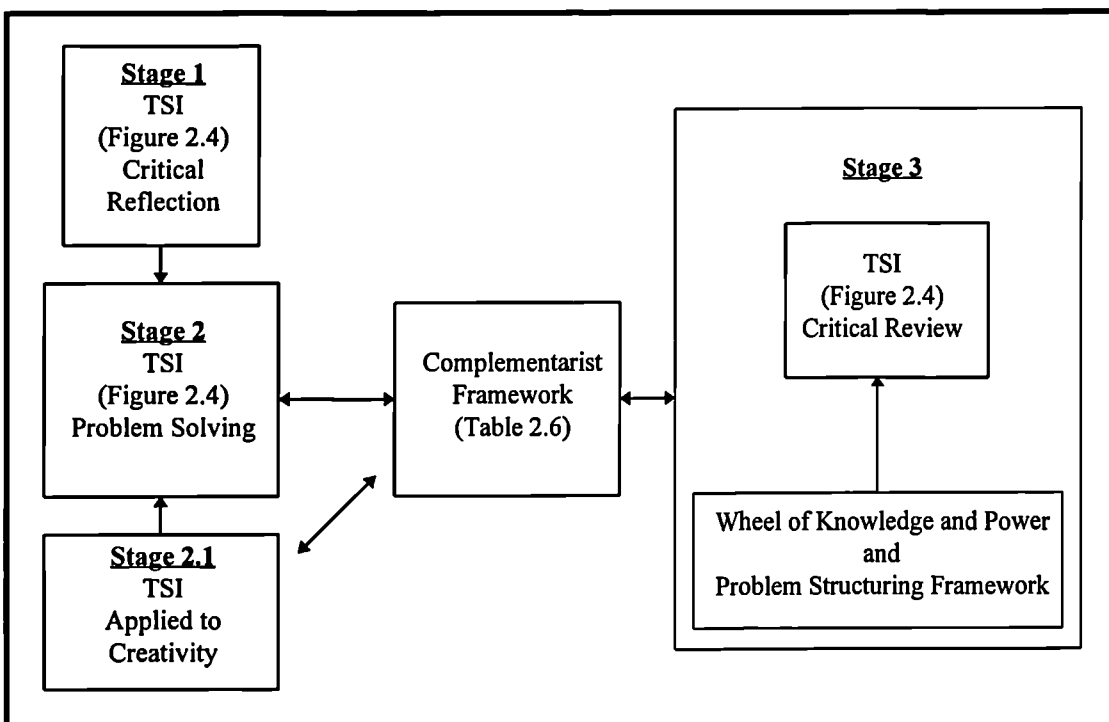 Stage 1
TSI
(Figure 2.4)
Critical
Reflection
Stage 2
TSI
(Figure 2.4)
Problem Solving
Stage 2.1
TSI
Applied to
Creativity
Complementarist
Framework
(Table 2.6)
Stage 3
TSI
(Figure 2.4)
Critical Review
Wheel of Knowledge and Power
and
Problem Structuring Framework